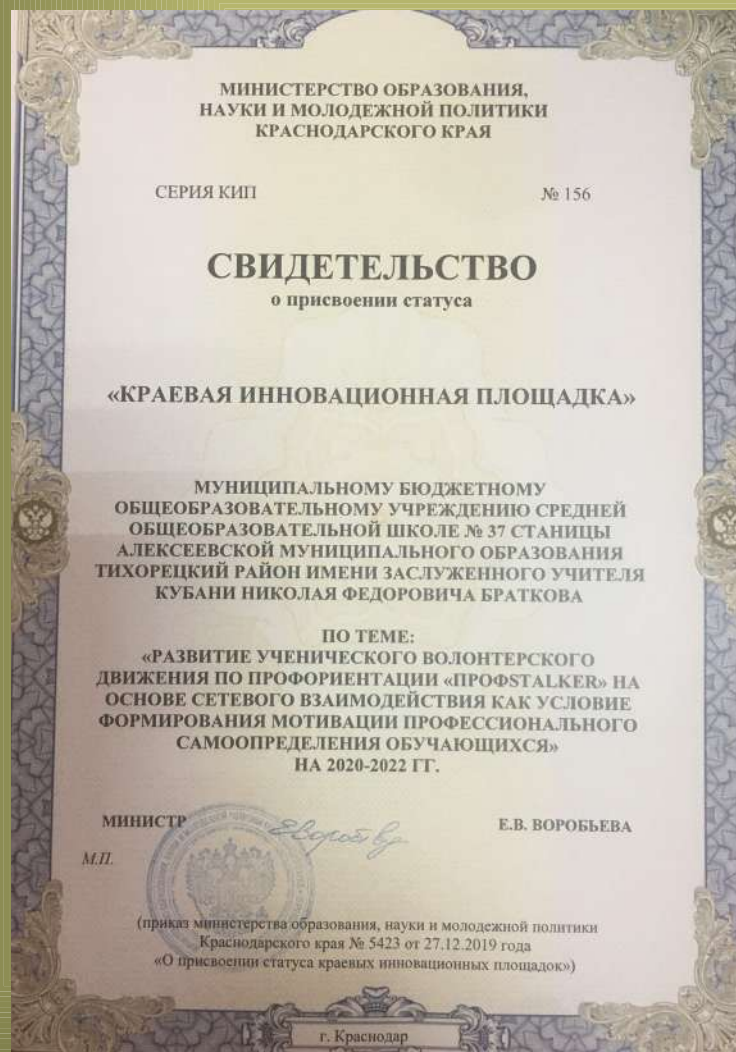 МИНИСТЕРСТВО ОБРАЗОВАНИЯ,
НАУКИ И МОЛОДЕЖНОЙ ПОЛИТИКИ
КРАСНОДАРСКОГО КРАЯ
СЕРИЯ КИП № 156
СВИДЕТЕЛЬСТВО
о присвоении статуса
«КРАЕВАЯ ИННОВАЦИОННАЯ ПЛОЩАДКА»
МУНИЦИПАЛЬНОМУ БЮДЖЕТНОМУ
ОБЩЕОБРАЗОВАТЕЛЬНОМУ УЧРЕЖДЕНИЮ СРЕДНЕЙ
ОБЩЕОБРАЗОВАТЕЛЬНОЙ ШКОЛЕ № 37 СТАНИЦЫ
АЛЕКСЕЕВСКОЙ МУНИЦИПАЛЬНОГО ОБРАЗОВАНИЯ
ТИХОРЕЦКИЙ РАЙОН ИМЕНИ ЗАСЛУЖЕННОГО УЧИТЕЛЯ
КУБАНИ НИКОЛАЯ ФЕДОРОВИЧА БРАТКОВА
ПО ТЕМЕ:
«РАЗВИТИЕ УЧЕНИЧЕСКОГО ВОЛОНТЕРСКОГО
ДВИЖЕНИЯ ПО ПРОФОРИЕНТАЦИИ «ПРОФSTALKER» НА
ОСНОВЕ СЕТЕВОГО ВЗАИМОДЕЙСТВИЯ КАК УСЛОВИЕ
ФОРМИРОВАНИЯ МОТИВАЦИИ ПРОФЕССИОНАЛЬНОГО
САМООПРЕДЕЛЕНИЯ ОБУЧАЮЩИХСЯ»
НА 2020-2022 ГГ.
МИНИСТР Е.В. ВОРОБЬЕВА
М.П.
(приказ министерства образования, науки и молодежной политики
Краснодарского края № 5423 от 27.12.2019 года
«О присвоении статуса краевых инновационных площадок»)
г. Краснодар